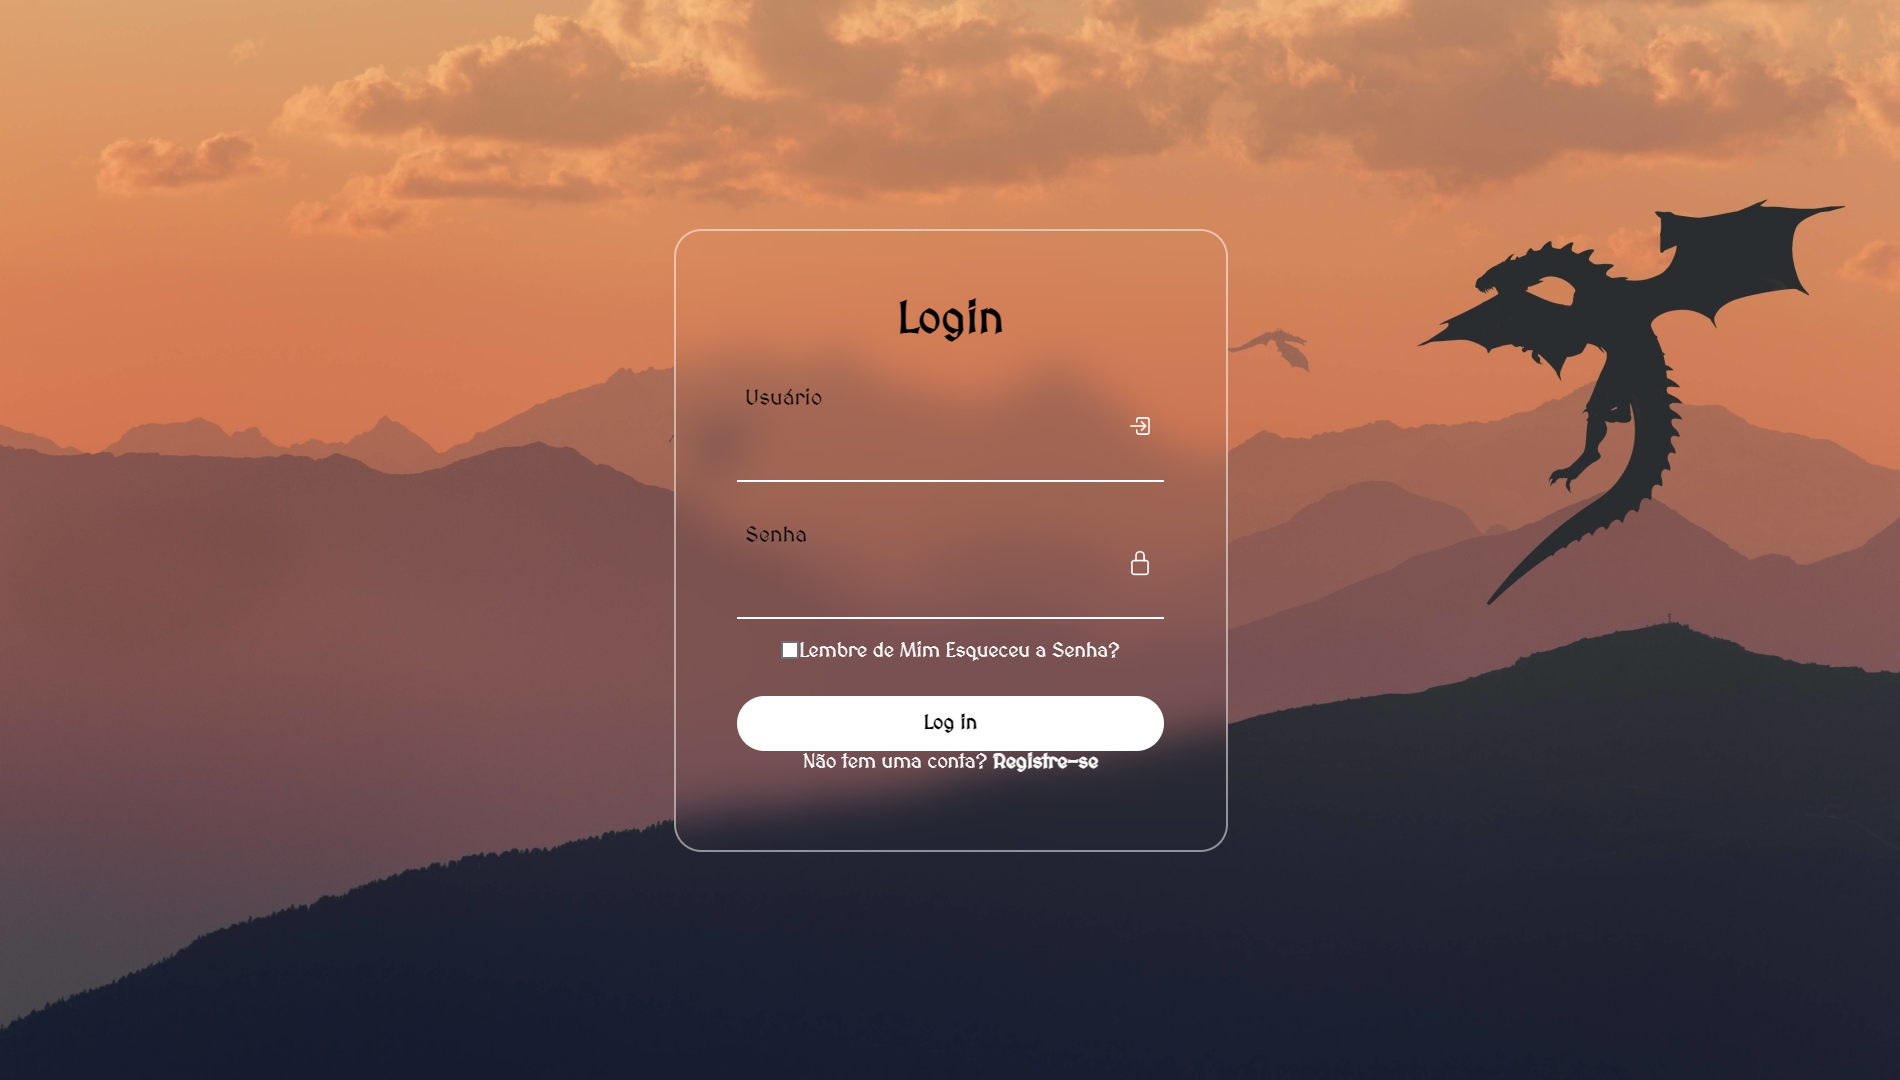 Login
Usuário
Senha
Lembre de Mim Esqueceu a Senha?
Log in
Não tem uma conta? Registre-se